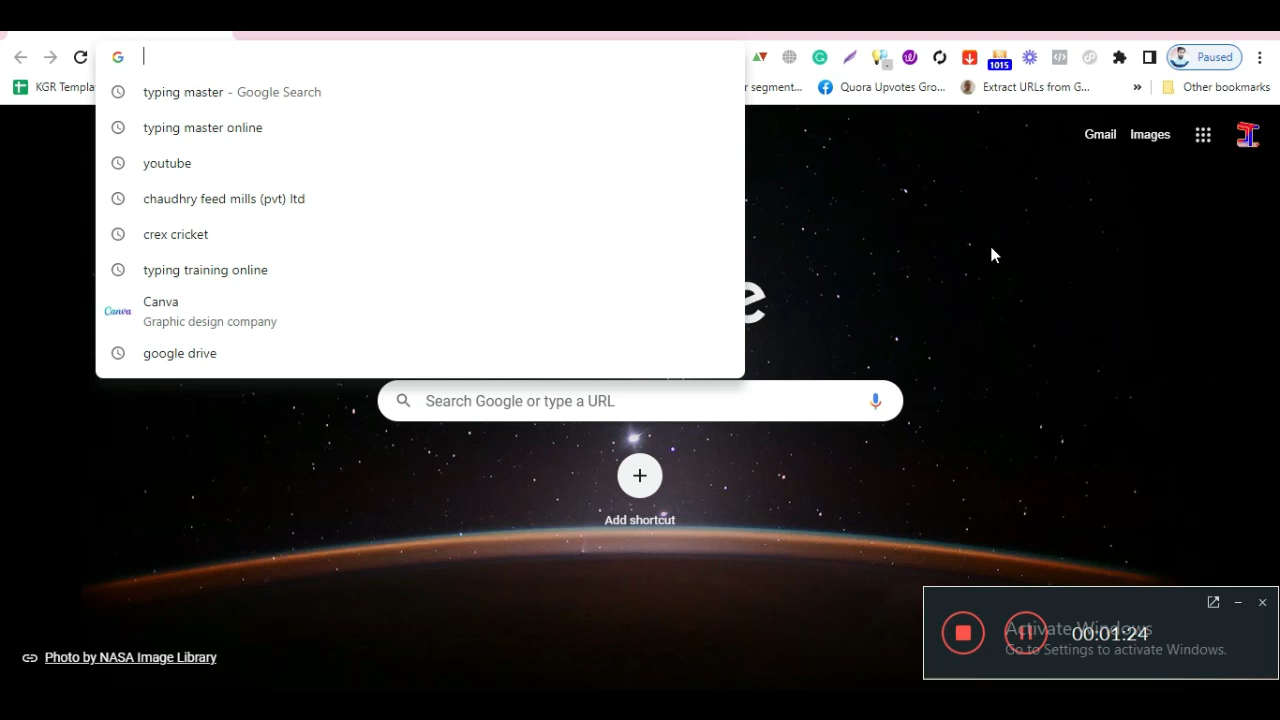 1015
Paused
KGR Templa
r segment...
Quora Upvotes Gro...
Extract URLs from G...
»
Other bookmarks
typing master - Google Search
typing master online
youtube
chaudhry feed mills (pvt) ltd
crex cricket
typing training online
Canva
Canva
Graphic design company
google drive
Gmail
Images
e
Search Google or type a URL
Add shortcut
Photo by NASA Image Library
Activate Windows
Go to Settings to activate Windows.
00:01:24